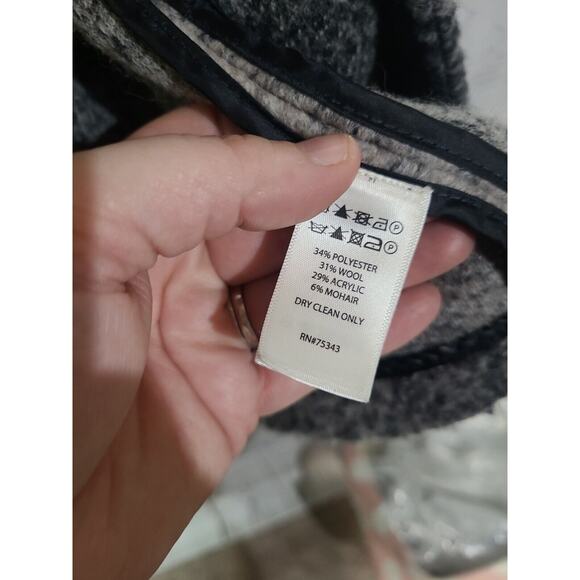 P
P
34% POLYESTER
31% WOOL
29% ACRYLIC
6% MOHAIR
DRY CLEAN ONLY
RN#75343